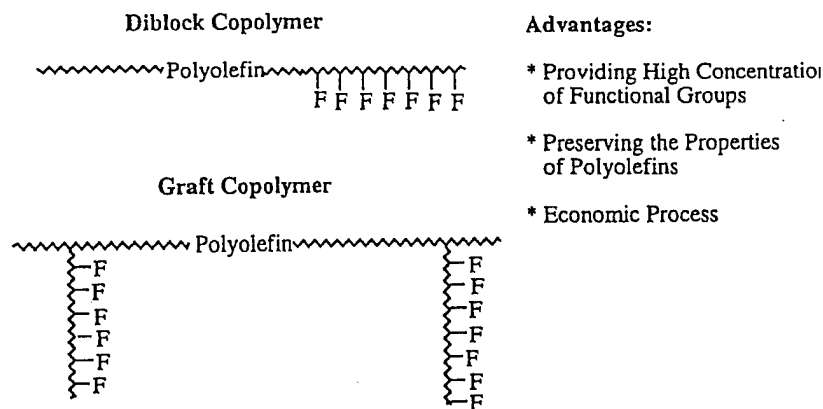 Diblock Copolymer
Polyolefin
F F F F F F F
Graft Copolymer
Polyolefin
F
F
F
F
F
F
F
F
F
F
F
F
F
Advantages:
* Providing High Concentratio
of Functional Groups
* Preserving the Properties
of Polyolefins
* Economic Process